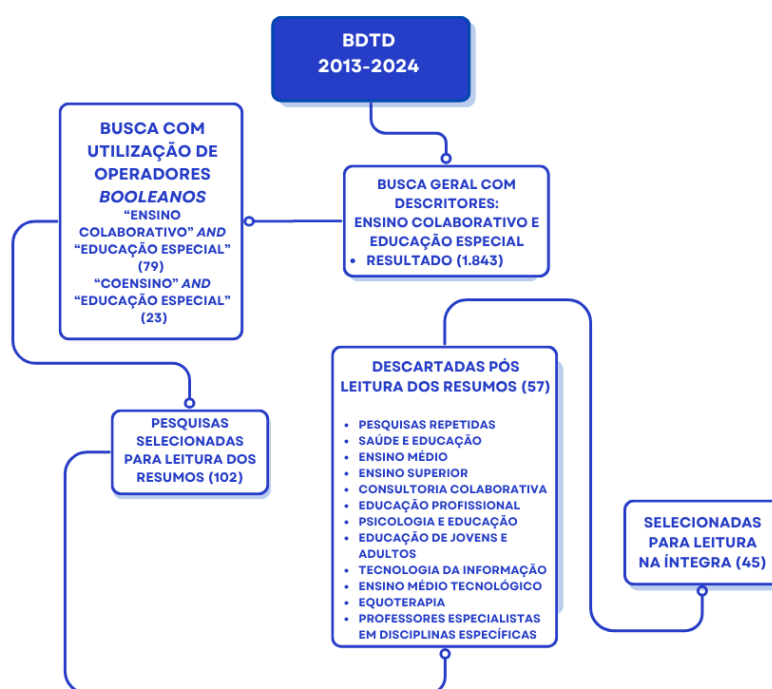 BDTD
2013-2024
BUSCA GERAL COM
DESCRITORES:
ENSINO COLABORATIVO E
EDUCAÇÃO ESPECIAL
• RESULTADO (1.843)
BUSCA COM
UTILIZAÇÃO DE
OPERADORES
BOOLEANOS
"ENSINO
COLABORATIVO" AND
"EDUCAÇÃO ESPECIAL"
(79)
"COENSINO" AND
"EDUCAÇÃO ESPECIAL"
(23)
PESQUISAS
SELECIONADAS
PARA LEITURA DOS
RESUMOS (102)
DESCARTADAS PÓS
LEITURA DOS RESUMOS (57)
• PESQUISAS REPETIDAS
• SAÚDE E EDUCAÇÃO
• ENSINO MÉDIO
• ENSINO SUPERIOR
• CONSULTORIA COLABORATIVA
• EDUCAÇÃO PROFISSIONAL
• PSICOLOGIA E EDUCAÇÃO
• EDUCAÇÃO DE JOVENS E
ADULTOS
• TECNOLOGIA DA INFORMAÇÃO
• ENSINO MÉDIO TECNOLÓGICO
• EQUOTERAPIA
• PROFESSORES ESPECIALISTAS
EM DISCIPLINAS ESPECÍFICAS
SELECIONADAS
PARA LEITURA
NA ÍNTEGRA (45)